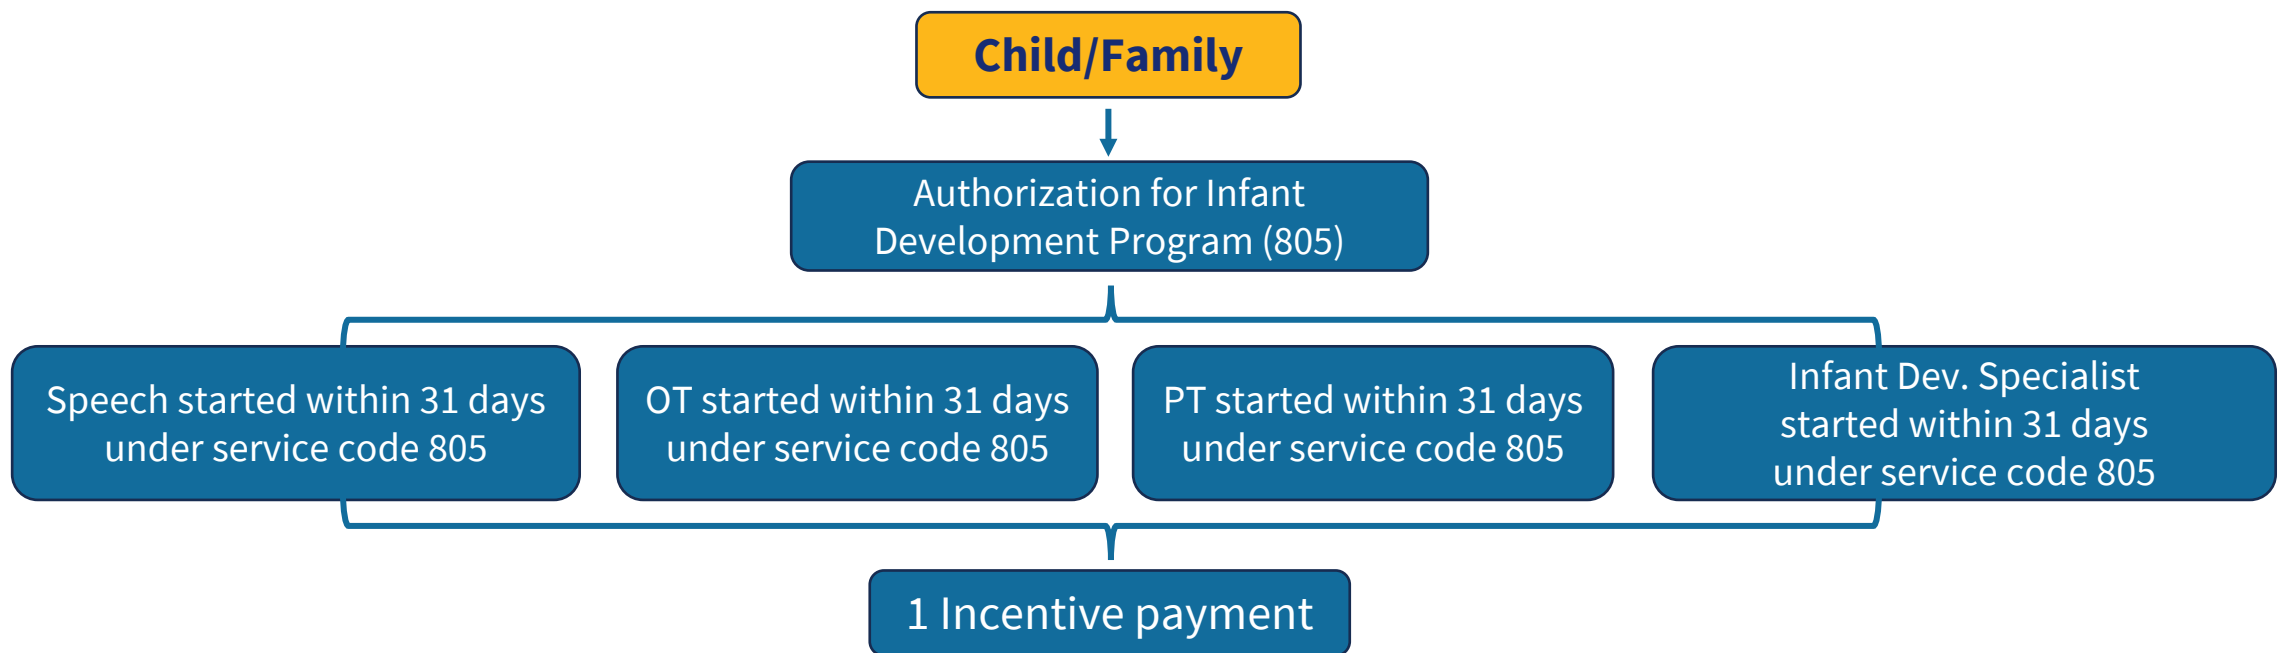 Child/Family
Authorization for Infant
Development Program (805)
Speech started within 31 days
under service code 805
OT started within 31 days
under service code 805
PT started within 31 days
under service code 805
Infant Dev. Specialist
started within 31 days
under service code 805
1 Incentive payment